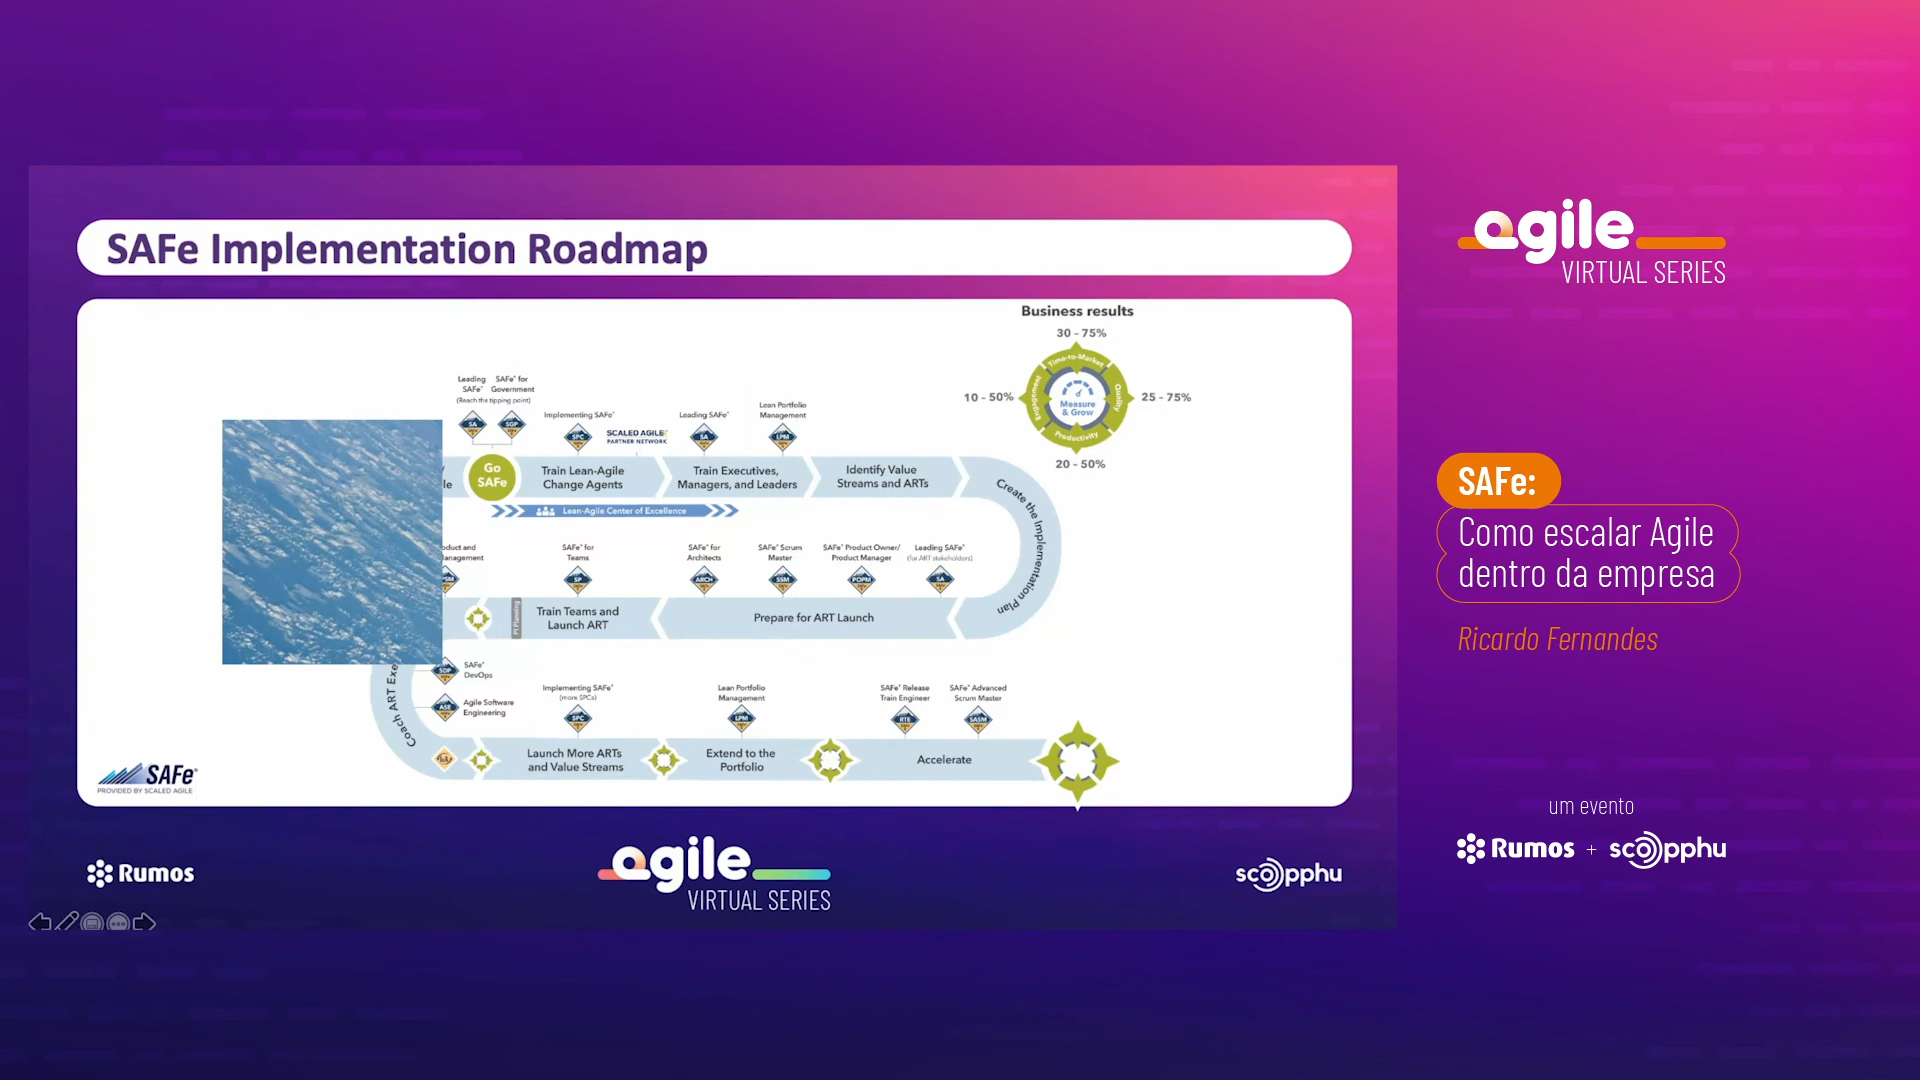 SAFe Implementation Roadmap
Business results
30 - 75%
10 - 50%
25 - 75%
20 - 50%
Time-to-Market
Quality
Productivity
Engagement
Measure
& Grow
Leading
SAFe®
SAFe® for
Government
(Reach the tipping point)
SA
SGP
Implementing SAFe®
SPC
SCALED AGILE®
PARTNER NETWORK
Leading SAFe®
SA
Lean Portfolio
Management
LPM
Go
SAFe
Train Lean-Agile
Change Agents
Train Executives,
Managers, and Leaders
Identify Value
Streams and ARTs
Lean-Agile Center of Excellence
Create the Implementation Plan
SAFe® for
Teams
SP
SAFe® for
Architects
ARCH
SAFe® Scrum
Master
SSM
SAFe® Product Owner/
Product Manager
POPM
Leading SAFe®
(for ART stakeholders)
SA
PI Planning
Train Teams and
Launch ART
Prepare for ART Launch
Coach ART Exe
SDP
SAFe®
DevOps
ASE
Agile Software
Engineering
Implementing SAFe®
(more SPCs)
SPC
Lean Portfolio
Management
LPM
SAFe® Release
Train Engineer
RTE
SAFe® Advanced
Scrum Master
SASM
I&A
Launch More ARTs
and Value Streams
Extend to the
Portfolio
Accelerate
SAFe®
PROVIDED BY SCALED AGILE
Rumos
agile
VIRTUAL SERIES
scopphu
agile
VIRTUAL SERIES
SAFe:
Como escalar Agile
dentro da empresa
Ricardo Fernandes
um evento
Rumos + scopphu